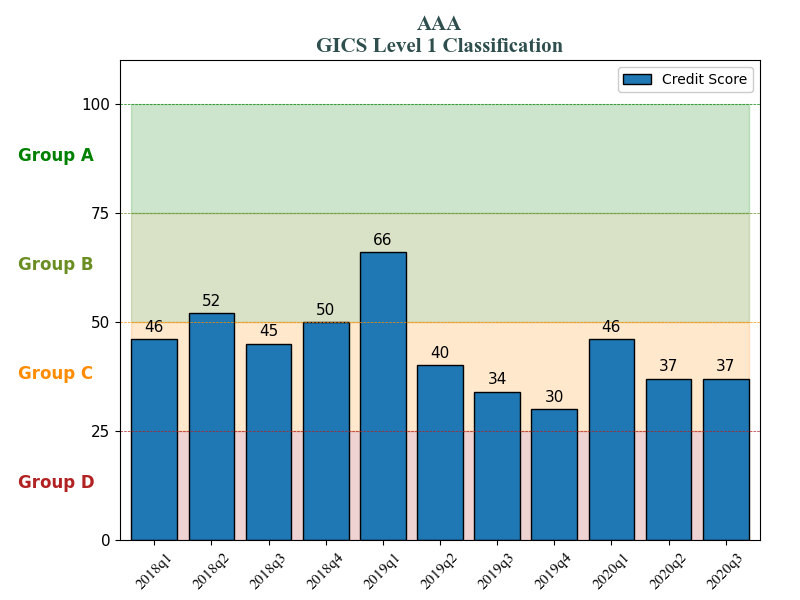 AAA
GICS Level 1 Classification
Credit Score
100
Group A
75
Group B
50
Group C
25
Group D
0
46
52
45
50
66
40
34
30
46
37
37
2018q1
2018q2
2018q3
2018q4
2019q1
2019q2
2019q3
2019q4
2020q1
2020q2
2020q3